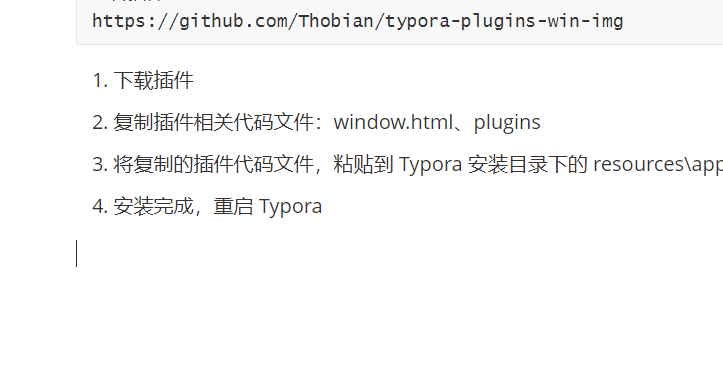 https://github.com/Thobian/typora-plugins-win-img
1. 下载插件
2. 复制插件相关代码文件：window.html、plugins
3. 将复制的插件代码文件，粘贴到 Typora 安装目录下的 resources\app
4. 安装完成，重启 Typora